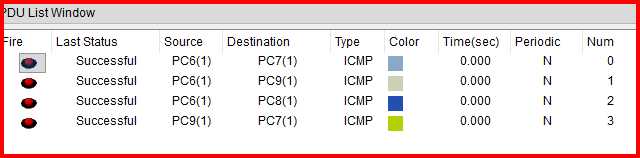 PDU List Window
Fire Last Status Source Destination Type Color Time(sec) Periodic Num
Successful PC6(1) PC7(1) ICMP 0.000 N 0
Successful PC6(1) PC9(1) ICMP 0.000 N 1
Successful PC6(1) PC8(1) ICMP 0.000 N 2
Successful PC9(1) PC7(1) ICMP 0.000 N 3